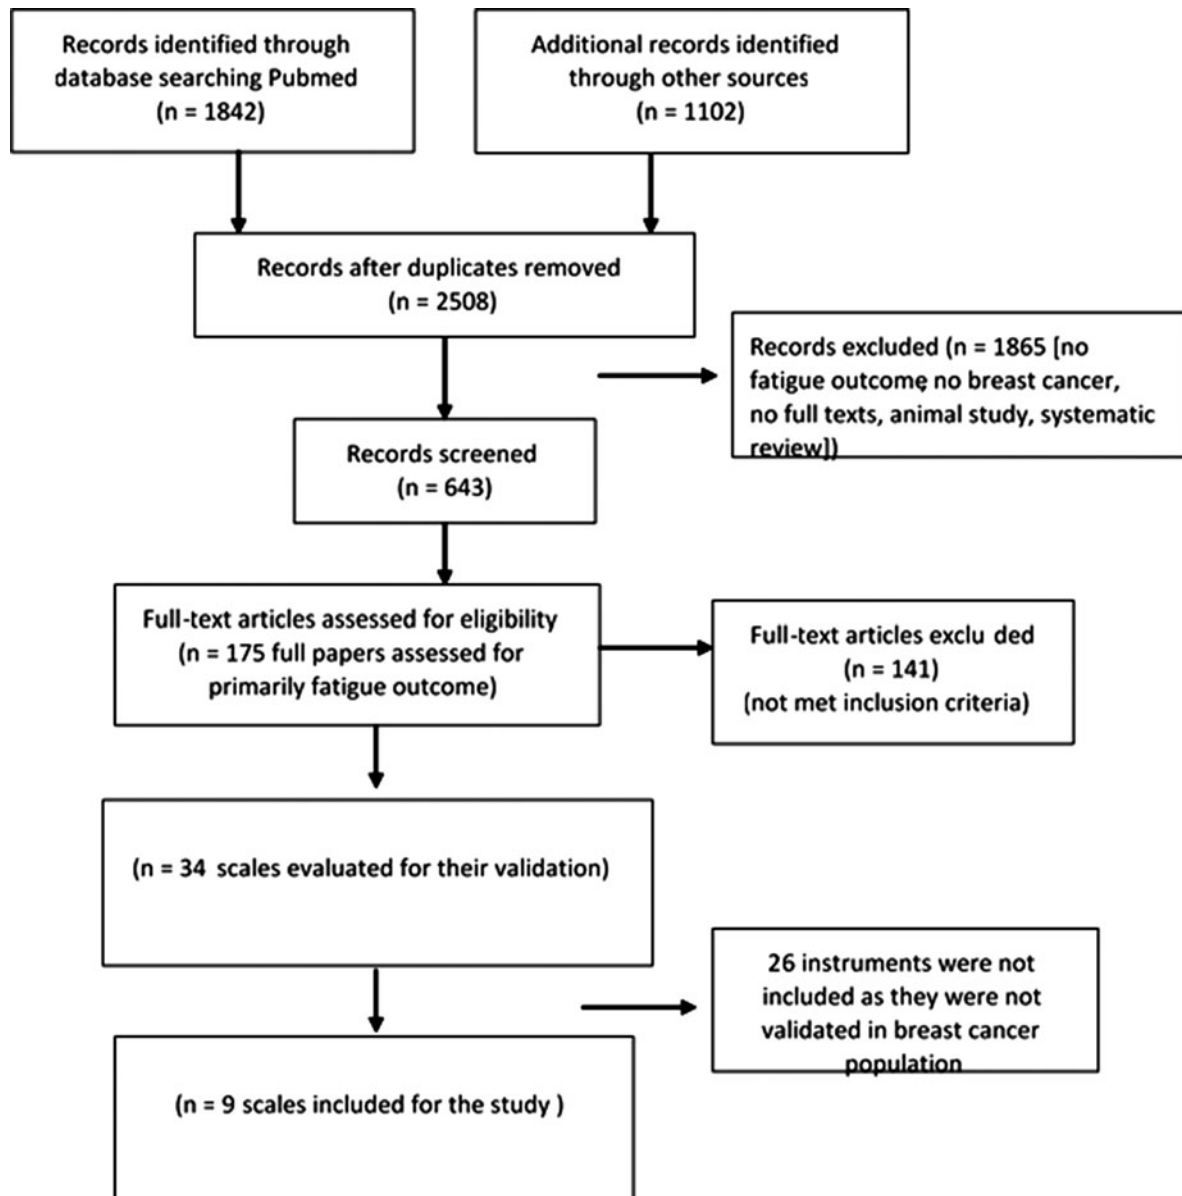 Records identified through
database searching Pubmed
(n = 1842)
Additional records identified
through other sources
(n = 1102)
Records after duplicates removed
(n = 2508)
Records excluded (n = 1865 [no
fatigue outcome, no breast cancer,
no full texts, animal study, systematic
review])
Records screened
(n = 643)
Full-text articles assessed for eligibility
(n = 175 full papers assessed for
primarily fatigue outcome)
Full-text articles exclu ded
(n = 141)
(not met inclusion criteria)
(n = 34 scales evaluated for their validation)
26 instruments were not
included as they were not
validated in breast cancer
population
(n = 9 scales included for the study )